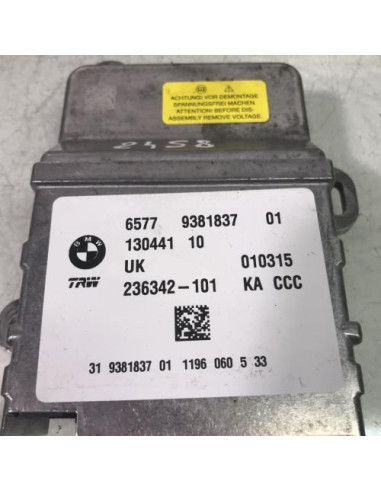 ACHTUNG: VOR DEMONTAGE
SPANNUNGSFREI MACHEN.
ATTENTION! BEFORE DIS-
ASSEMBLY REMOVE VOLTAGE.
BMW
6577 9381837 01
130441 10
UK 010315
TRW
236342-101 KA CCC
31 9381837 01 1196 060 5 33